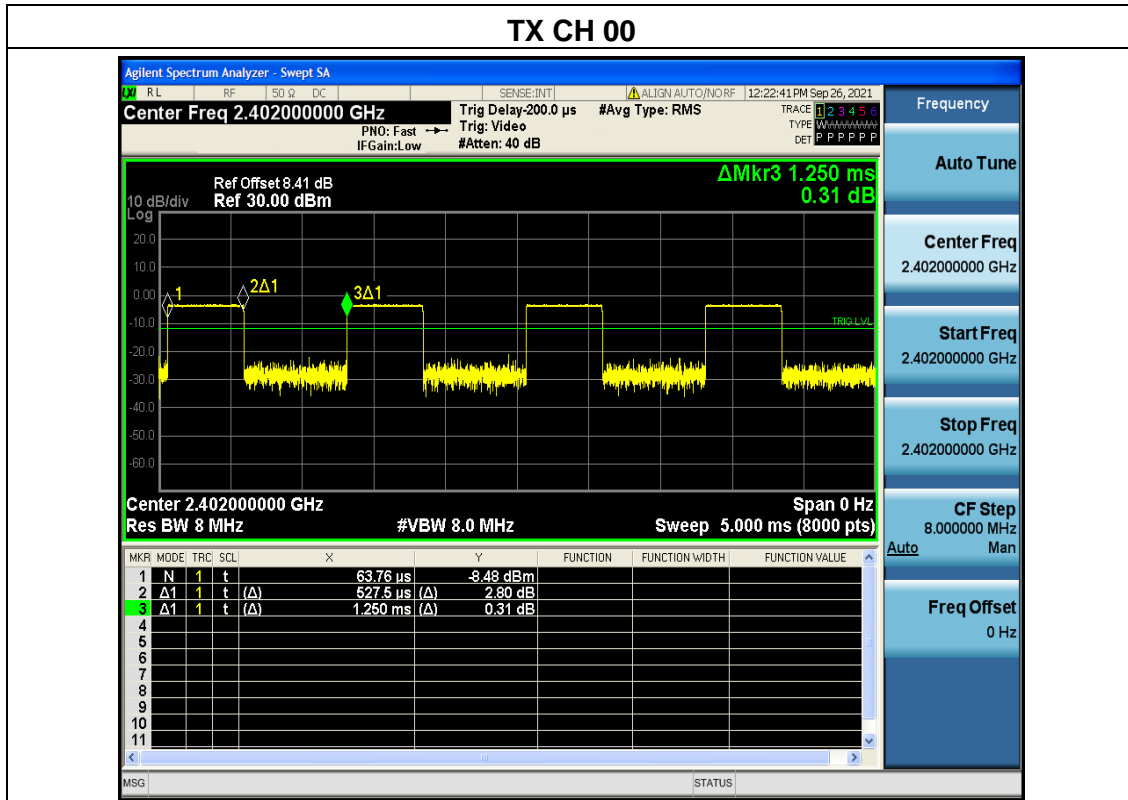 TX CH 00
Agilent Spectrum Analyzer - Swept SA
LXI RL RF 50 Ω DC SENSE:INT ALIGN AUTO/NO RF 12:22:41 PM Sep 26, 2021
Center Freq 2.402000000 GHz
PNO: Fast
IFGain:Low
Trig Delay-200.0 µs
Trig: Video
#Atten: 40 dB
#Avg Type: RMS
TRACE 1 2 3 4 5 6
TYPE WWWWWW
DET P P P P P P
Frequency
Auto Tune
Center Freq
2.402000000 GHz
Start Freq
2.402000000 GHz
Stop Freq
2.402000000 GHz
CF Step
8.000000 MHz
Auto Man
Freq Offset
0 Hz
ΔMkr3 1.250 ms
0.31 dB
Ref Offset 8.41 dB
10 dB/div Ref 30.00 dBm
Log
20.0
10.0
0.00
-10.0
-20.0
-30.0
-40.0
-50.0
-60.0
1
2Δ1
3Δ1
TRIG LVL
Center 2.402000000 GHz Span 0 Hz
Res BW 8 MHz #VBW 8.0 MHz Sweep 5.000 ms (8000 pts)
MKR MODE TRC SCL X Y FUNCTION FUNCTION WIDTH FUNCTION VALUE
1 N 1 t 63.76 µs -8.48 dBm
2 Δ1 1 t (Δ) 527.5 µs (Δ) 2.80 dB
3 Δ1 1 t (Δ) 1.250 ms (Δ) 0.31 dB
4
5
6
7
8
9
10
11
MSG STATUS